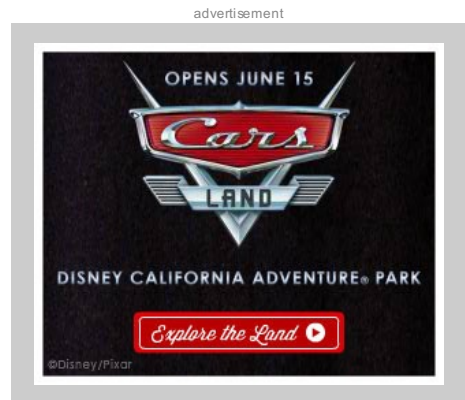 advertisement
OPENS JUNE 15
Cars
LAND
DISNEY CALIFORNIA ADVENTURE® PARK
Explore the Land
©Disney/Pixar